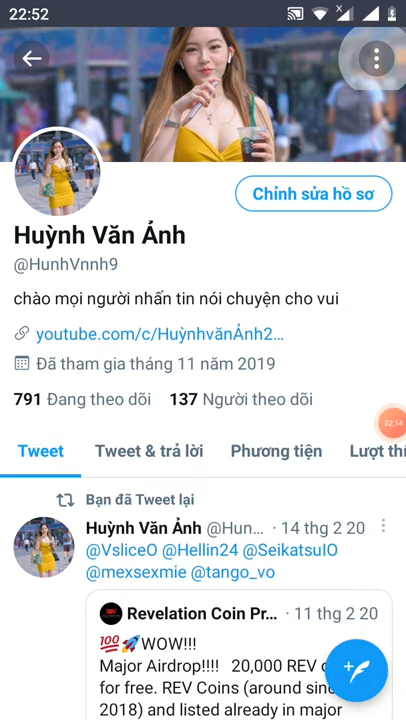 22:52
Chỉnh sửa hồ sơ
Huỳnh Văn Ảnh
@HunhVnnh9
chào mọi người nhấn tin nói chuyện cho vui
youtube.com/c/HuỳnhvănẢnh2...
Đã tham gia tháng 11 năm 2019
791 Đang theo dõi 137 Người theo dõi
02:14
Tweet Tweet & trả lời Phương tiện Lượt thí
Bạn đã Tweet lại
Huỳnh Văn Ảnh @Hun... · 14 thg 2 20
@VsliceO @Hellin24 @SeikatsuIO
@mexsexmie @tango_vo
Revelation Coin Pr... · 11 thg 2 20
💯🚀WOW!!!
Major Airdrop!!!! 20,000 REV
for free. REV Coins (around sinc
2018) and listed already in major